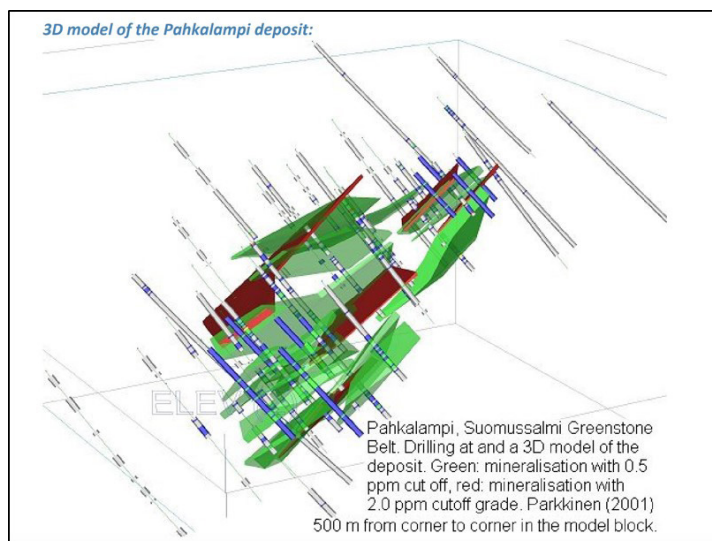 3D model of the Pahkalampi deposit:
ELEV
Pahkalampi, Suomussalmi Greenstone
Belt. Drilling at and a 3D model of the
deposit. Green: mineralisation with 0.5
ppm cut off, red: mineralisation with
2.0 ppm cutoff grade. Parkkinen (2001)
500 m from corner to corner in the model block.